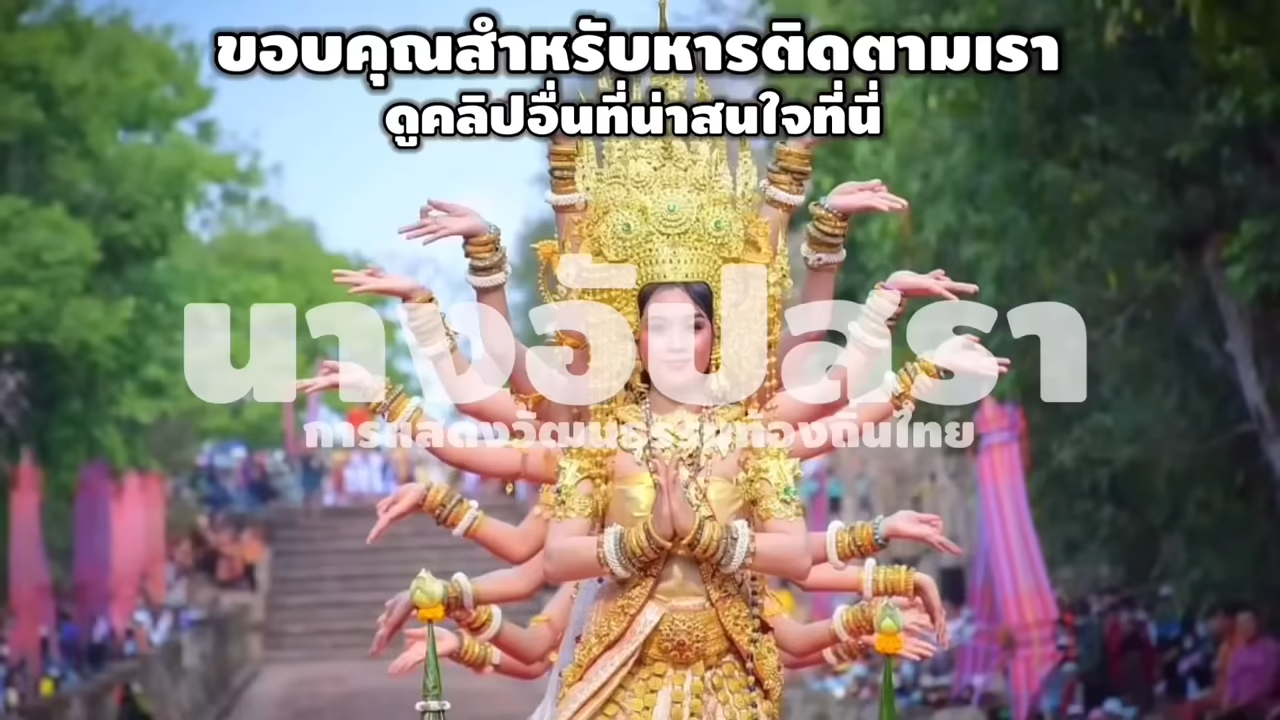 ขอบคุณสำหรับหารติดตามเรา
ดูคลิปอื่นที่น่าสนใจที่นี่
นางอัปสรา
การแสดงวัฒนธรรมท้องถิ่นไทย